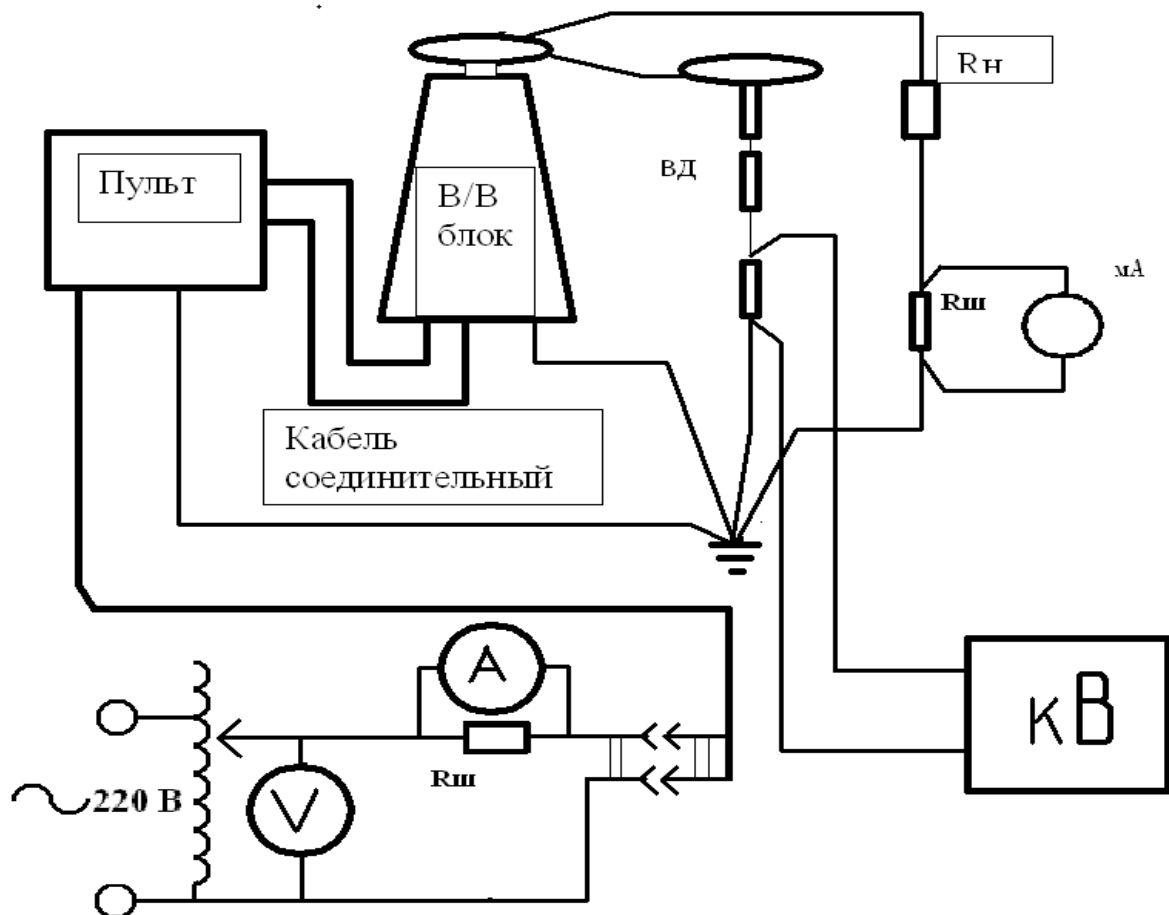 Rн
Пульт
ВД
В/В
блок
мА
Rш
Кабель
соединительный
А
кВ
Rш
220 В
V